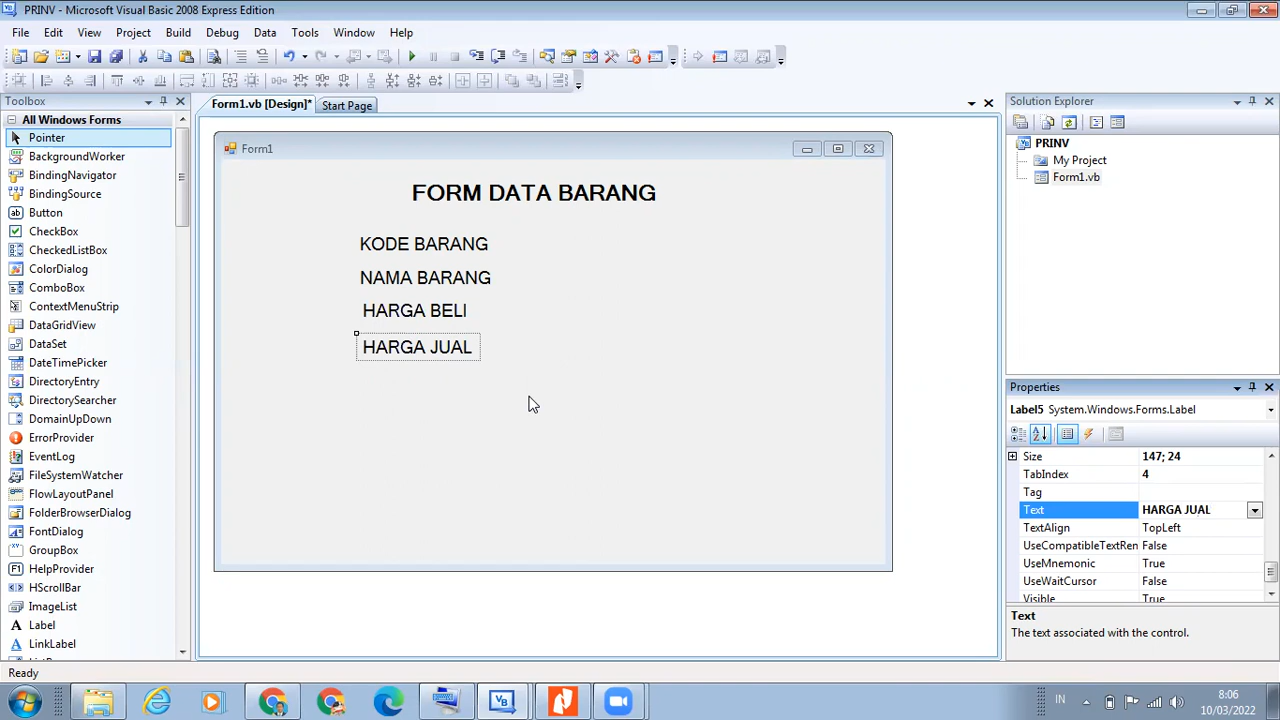 PRINV - Microsoft Visual Basic 2008 Express Edition
File Edit View Project Build Debug Data Tools Window Help
Toolbox
All Windows Forms
Pointer
BackgroundWorker
BindingNavigator
BindingSource
Button
CheckBox
CheckedListBox
ColorDialog
ComboBox
ContextMenuStrip
DataGridView
DataSet
DateTimePicker
DirectoryEntry
DirectorySearcher
DomainUpDown
ErrorProvider
EventLog
FileSystemWatcher
FlowLayoutPanel
FolderBrowserDialog
FontDialog
GroupBox
HelpProvider
HScrollBar
ImageList
Label
LinkLabel
Form1.vb [Design]* Start Page
Form1
FORM DATA BARANG
KODE BARANG
NAMA BARANG
HARGA BELI
HARGA JUAL
Solution Explorer
PRINV
My Project
Form1.vb
Properties
Label5 System.Windows.Forms.Label
Size 147; 24
TabIndex 4
Tag
Text HARGA JUAL
TextAlign TopLeft
UseCompatibleTextRen False
UseMnemonic True
UseWaitCursor False
Visible True
Text
The text associated with the control.
Ready
IN
8:06
10/03/2022